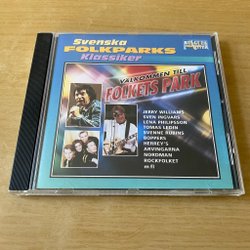 Svenska
FOLKPARKS
Klassiker
VÄLKOMMEN TILL
FOLKETS PARK
JERRY WILLIAMS
SVEN INGVARS
LENA PHILIPSSON
TOMAS LEDIN
SVENNE RUBINS
BOPPERS
HERREY'S
ARVINGARNA
NORDMAN
ROCKFOLKET
m fl